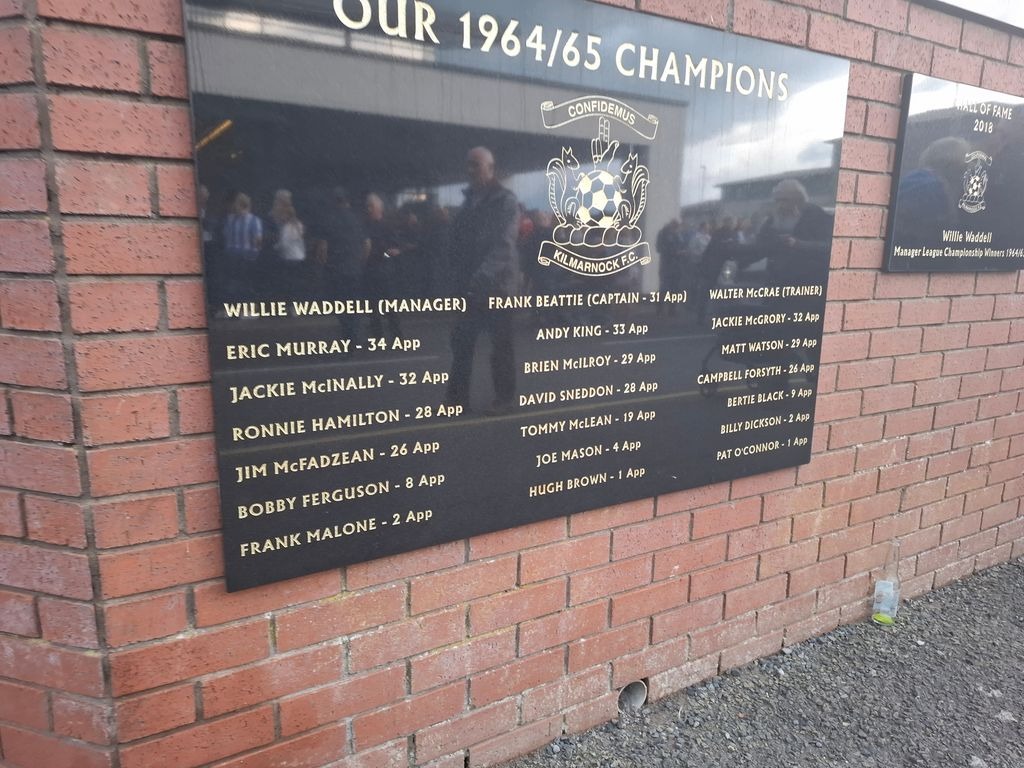 OUR 1964/65 CHAMPIONS
CONFIDEMUS
KILMARNOCK F.C.
WILLIE WADDELL (MANAGER)
ERIC MURRAY - 34 App
JACKIE McINALLY - 32 App
RONNIE HAMILTON - 28 App
JIM McFADZEAN - 26 App
BOBBY FERGUSON - 8 App
FRANK MALONE - 2 App
FRANK BEATTIE (CAPTAIN - 31 App)
ANDY KING - 33 App
BRIEN McILROY - 29 App
DAVID SNEDDON - 28 App
TOMMY McLEAN - 19 App
JOE MASON - 4 App
HUGH BROWN - 1 App
WALTER McCRAE (TRAINER)
JACKIE McGRORY - 32 App
MATT WATSON - 29 App
CAMPBELL FORSYTH - 26 App
BERTIE BLACK - 9 App
BILLY DICKSON - 2 App
PAT O'CONNOR - 1 App
HALL OF FAME
2018
Willie Waddell
Manager League Championship Winners 1964/6